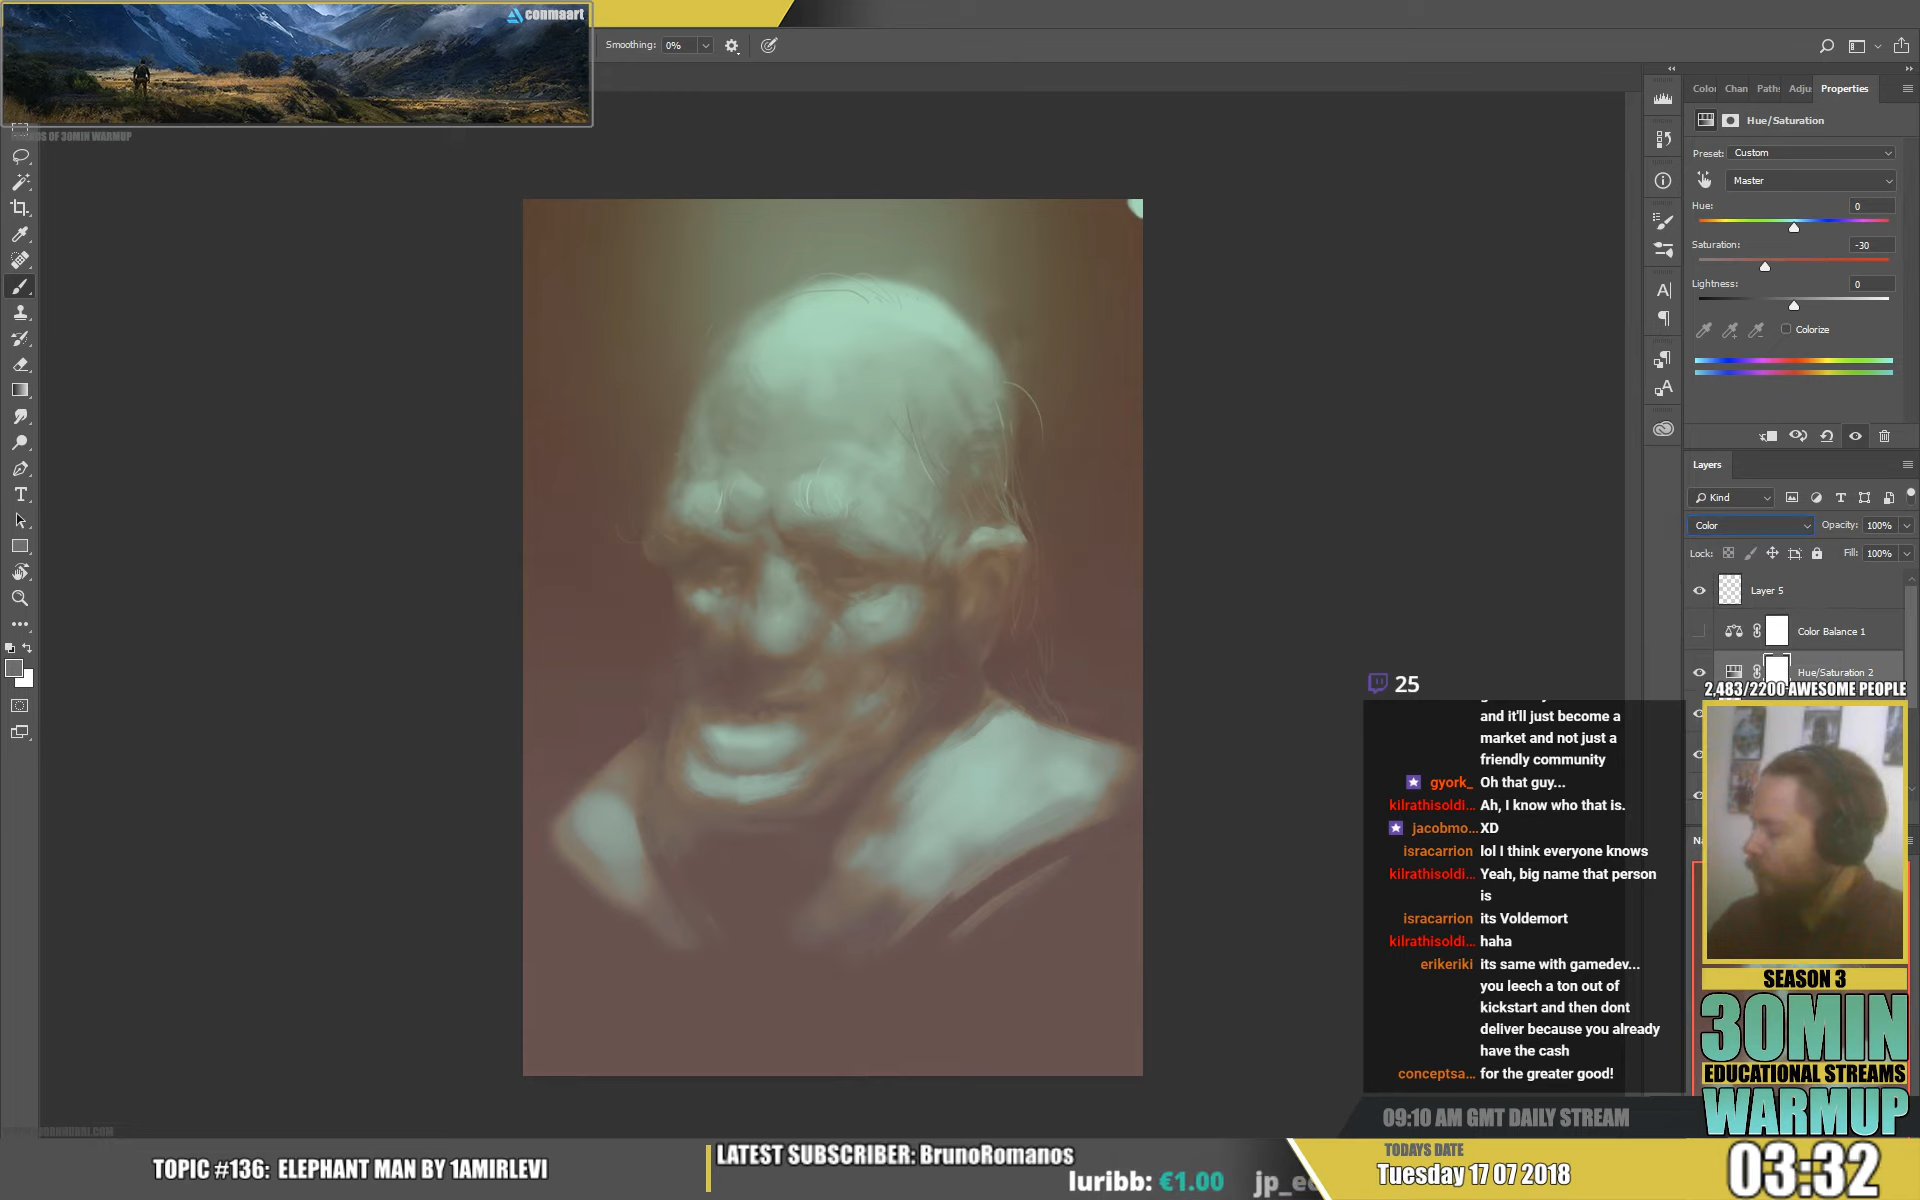 conmaart
Smoothing: 0%
S OF 30MIN WARMUP
Color Chan Paths Adju Properties
Hue/Saturation
Preset: Custom
Master
Hue: 0
Saturation: -30
Lightness: 0
Colorize
Layers
Kind
Color Opacity: 100%
Lock: Fill: 100%
Layer 5
Color Balance 1
Hue/Saturation 2
2,483/2200 AWESOME PEOPLE
25
and it'll just become a
market and not just a
friendly community
gyork_ Oh that guy...
kilrathisoldi... Ah, I know who that is.
jacobmo... XD
isracarrion lol I think everyone knows
kilrathisoldi... Yeah, big name that person
is
isracarrion its Voldemort
kilrathisoldi... haha
erikeriki its same with gamedev...
you leech a ton out of
kickstart and then dont
deliver because you already
have the cash
conceptsa... for the greater good!
SEASON 3
30MIN
EDUCATIONAL STREAMS
WARMUP
03:32
09:10 AM GMT DAILY STREAM
TODAYS DATE
Tuesday 17 07 2018
TOPIC #136: ELEPHANT MAN BY 1AMIRLEVI
LATEST SUBSCRIBER: BrunoRomanos
luribb: €1.00 jp_e